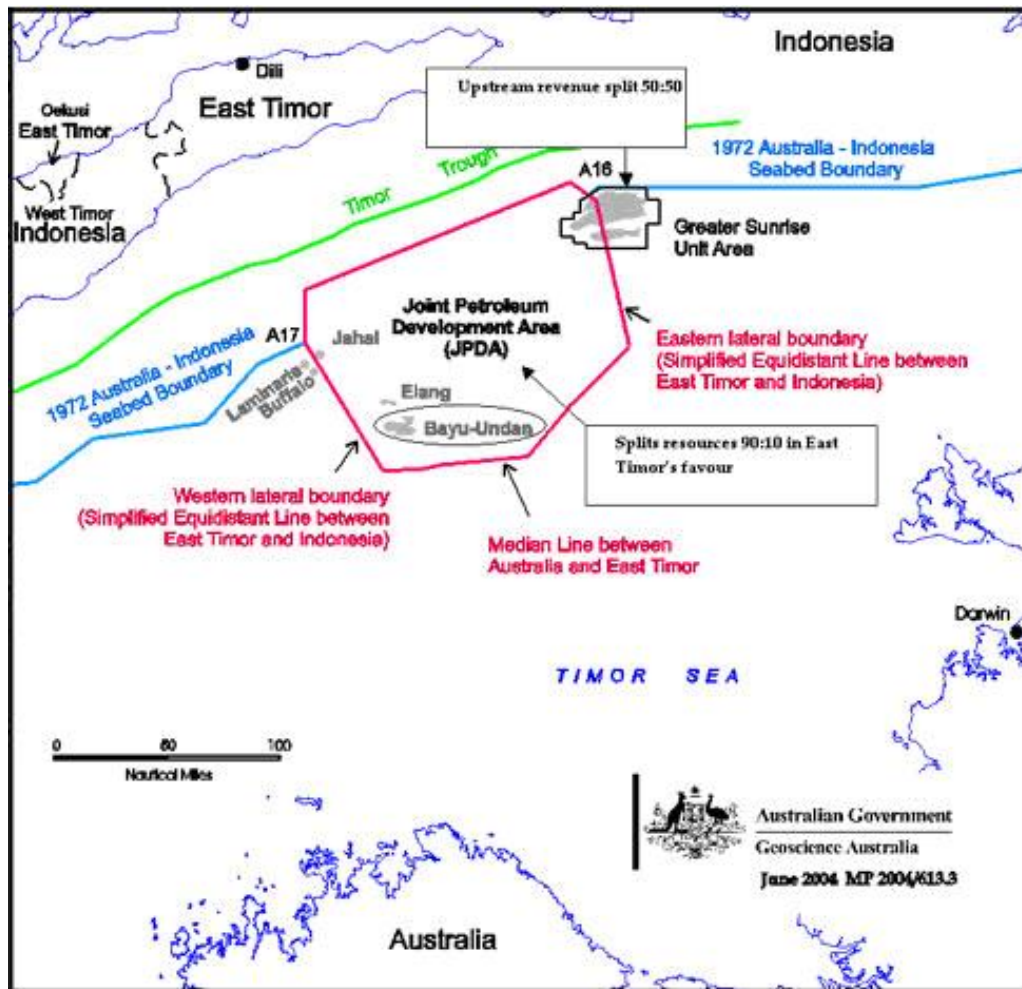 Indonesia
Dili
Upstream revenue split 50:50
East Timor
Oekusi
East Timor
West Timor
Indonesia
Timor Trough
A16
1972 Australia - Indonesia
Seabed Boundary
Greater Sunrise
Unit Area
Joint Petroleum
Development Area
(JPDA)
A17
Jahal
1972 Australia - Indonesia
Seabed Boundary
Laminaria
Buffalo
Elang
Bayu-Undan
Eastern lateral boundary
(Simplified Equidistant Line between
East Timor and Indonesia)
Splits resources 90:10 in East
Timor's favour
Western lateral boundary
(Simplified Equidistant Line between
East Timor and Indonesia)
Median Line between
Australia and East Timor
Darwin
TIMOR SEA
0 50 100
Nautical Miles
Australian Government
Geoscience Australia
June 2004 MP 2004/613.3
Australia